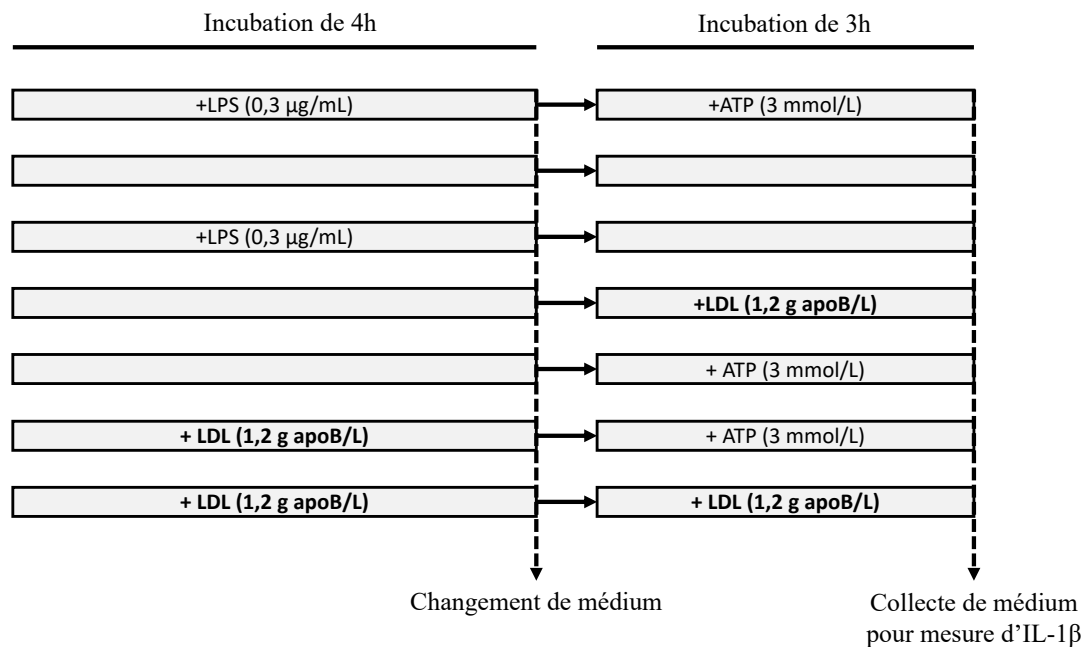 Incubation de 4h
Incubation de 3h
+LPS (0,3 µg/mL)
+ATP (3 mmol/L)
+LPS (0,3 µg/mL)
+LDL (1,2 g apoB/L)
+ ATP (3 mmol/L)
+ LDL (1,2 g apoB/L)
+ ATP (3 mmol/L)
+ LDL (1,2 g apoB/L)
+ LDL (1,2 g apoB/L)
Changement de médium
Collecte de médium
pour mesure d'IL-1β